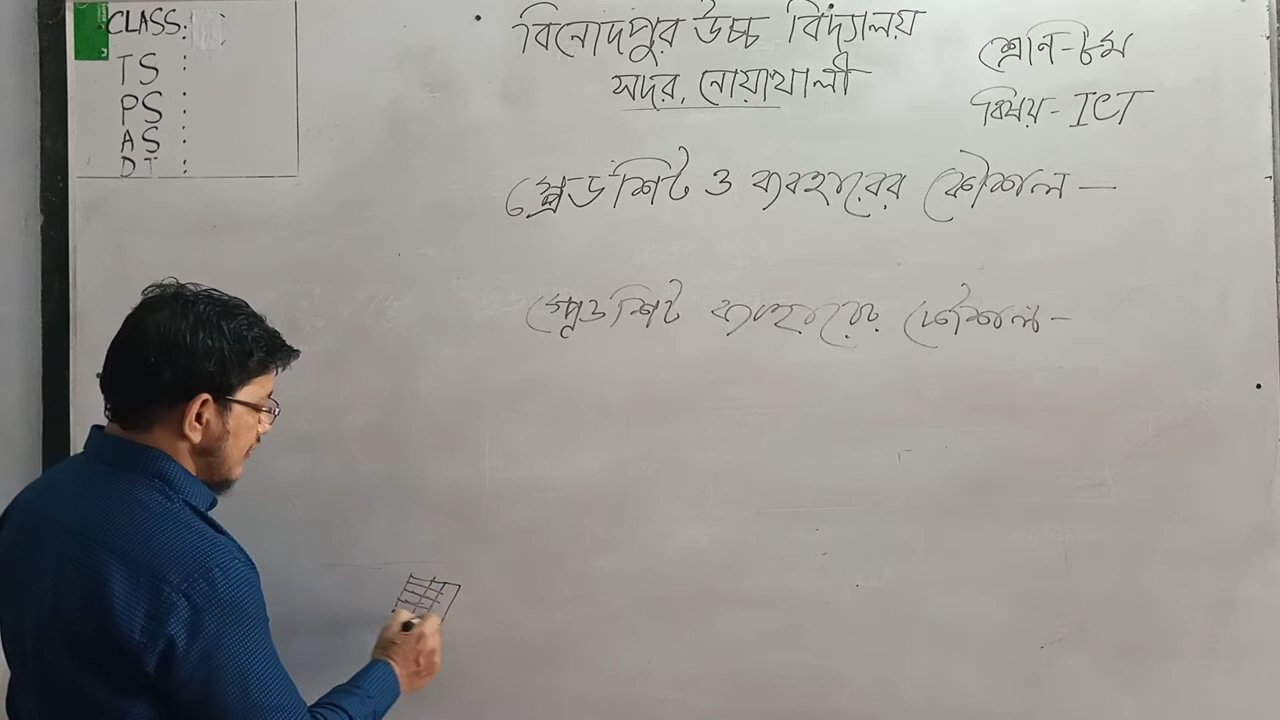 CLASS:
TS :
PS :
AS :
DT :
বিনোদপুর উচ্চ বিদ্যালয়
সদর, নোয়াখালী
শ্রেনি-৮ম
বিষয়- ICT
স্প্রেডশিট ও ব্যবহারের কৌশল —
স্প্রেডশিট ব্যবহারের কৌশল -